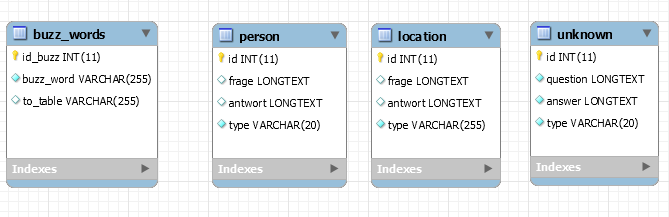 buzz_words
id_buzz INT(11)
buzz_word VARCHAR(255)
to_table VARCHAR(255)
Indexes
person
id INT(11)
frage LONGTEXT
antwort LONGTEXT
type VARCHAR(20)
Indexes
location
id INT(11)
frage LONGTEXT
antwort LONGTEXT
type VARCHAR(255)
Indexes
unknown
id INT(11)
question LONGTEXT
answer LONGTEXT
type VARCHAR(20)
Indexes